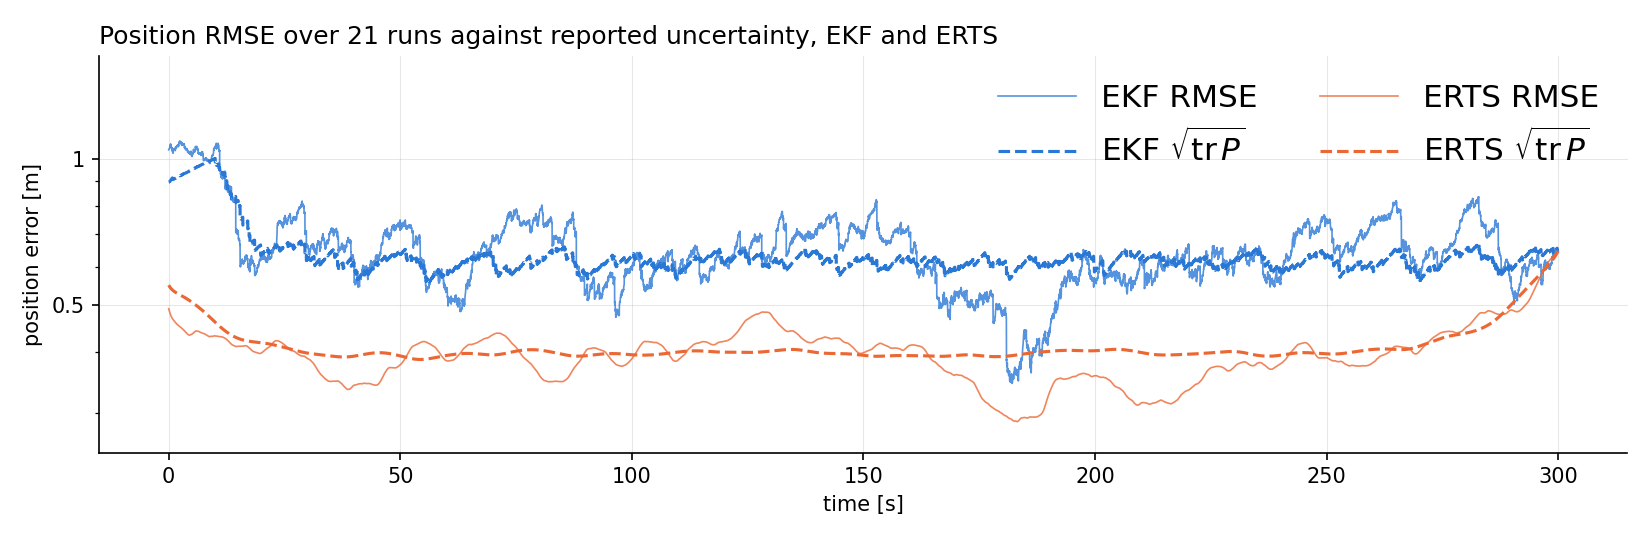 Position RMSE over 21 runs against reported uncertainty, EKF and ERTS
EKF RMSE
EKF √tr P
ERTS RMSE
ERTS √tr P
position error [m]
1
0.5
0 50 100 150 200 250 300
time [s]